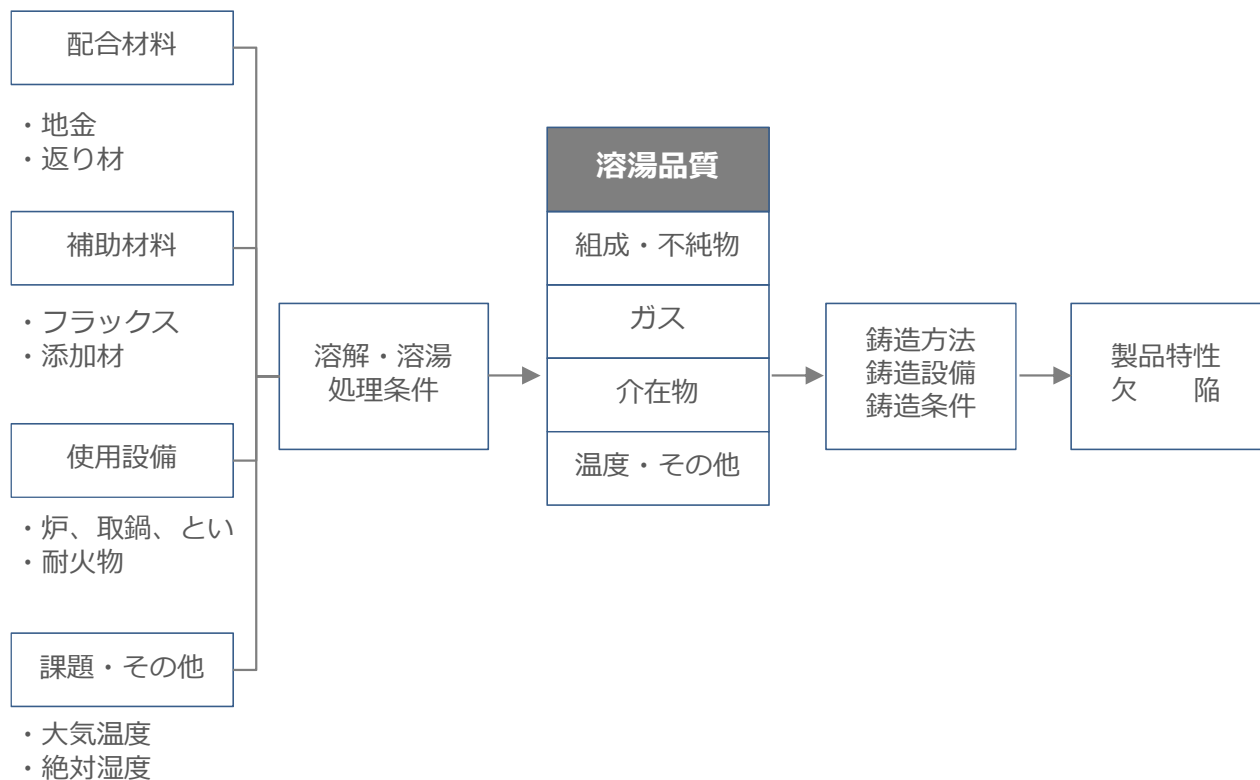 配合材料
・地金
・返り材
補助材料
・フラックス
・添加材
使用設備
・炉、取鍋、とい
・耐火物
課題・その他
・大気温度
・絶対湿度
溶解・溶湯
処理条件
溶湯品質
組成・不純物
ガス
介在物
温度・その他
鋳造方法
鋳造設備
鋳造条件
製品特性
欠　　陥